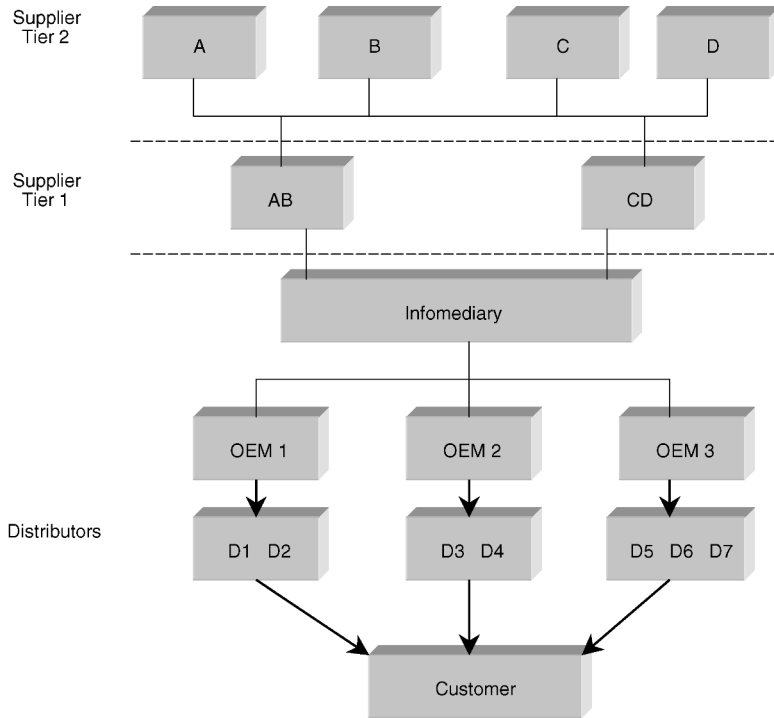 Supplier
Tier 2
A
B
C
D
Supplier
Tier 1
AB
CD
Infomediary
OEM 1
OEM 2
OEM 3
Distributors
D1 D2
D3 D4
D5 D6 D7
Customer